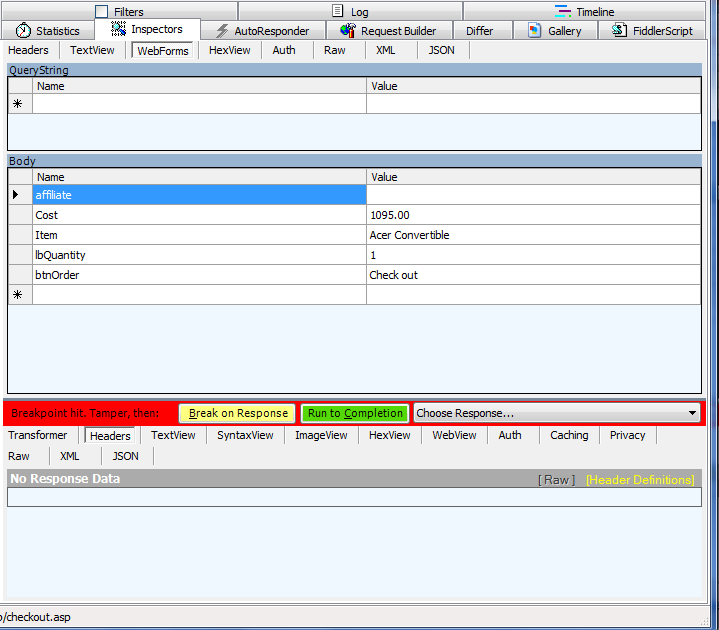 Filters Log Timeline
Statistics Inspectors AutoResponder Request Builder Differ Gallery FiddlerScript
Headers TextView WebForms HexView Auth Raw XML JSON
QueryString
Name Value
Body
Name Value
affiliate
Cost 1095.00
Item Acer Convertible
lbQuantity 1
btnOrder Check out
Breakpoint hit. Tamper, then: Break on Response Run to Completion Choose Response...
Transformer Headers TextView SyntaxView ImageView HexView WebView Auth Caching Privacy
Raw XML JSON
No Response Data [ Raw ] [Header Definitions]
/checkout.asp